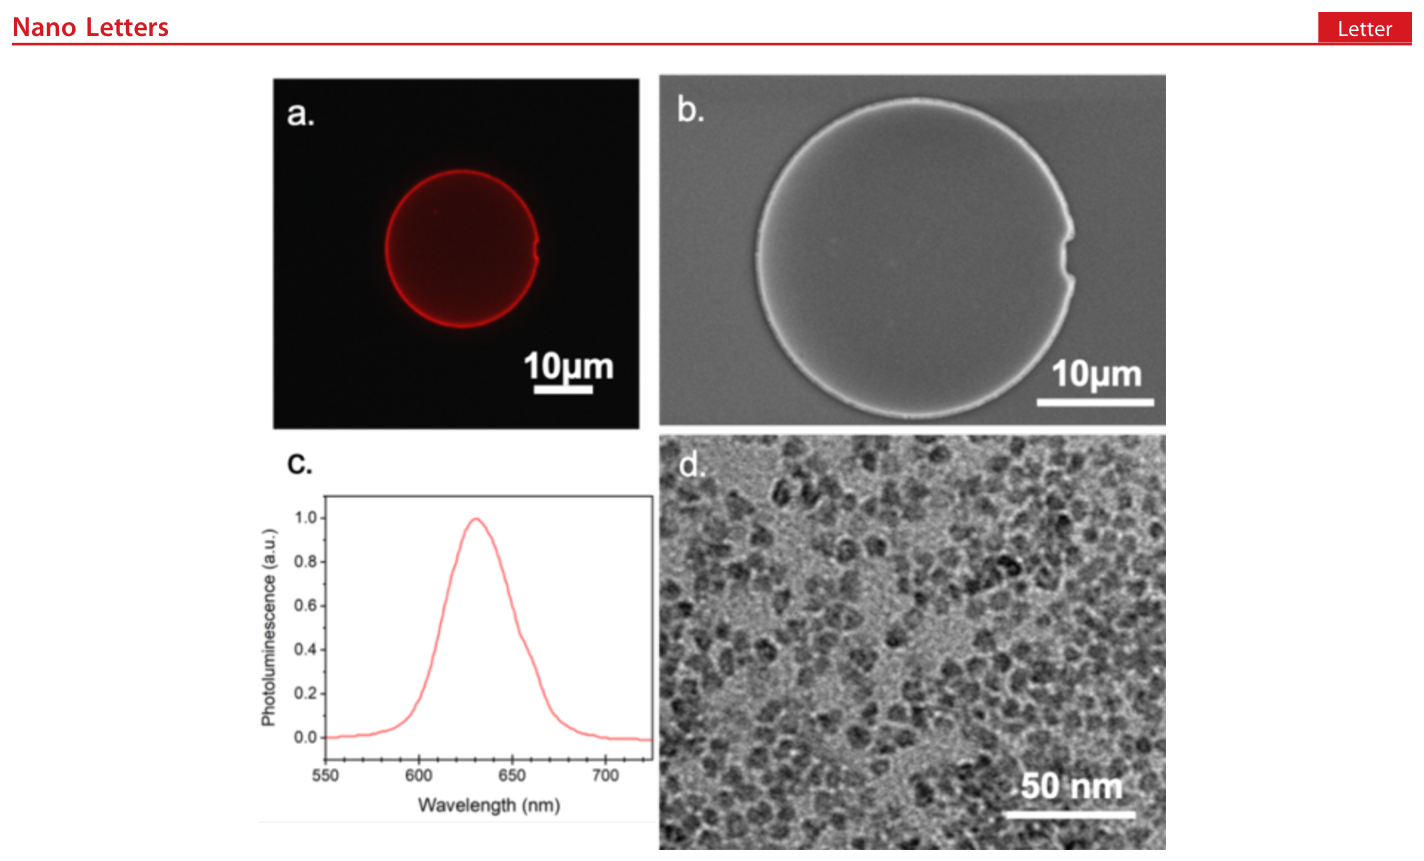 Nano Letters
Letter
a.
10µm
b.
10µm
c.
Photoluminescence (a.u.)
1.0
0.8
0.6
0.4
0.2
0.0
550 600 650 700
Wavelength (nm)
d.
50 nm